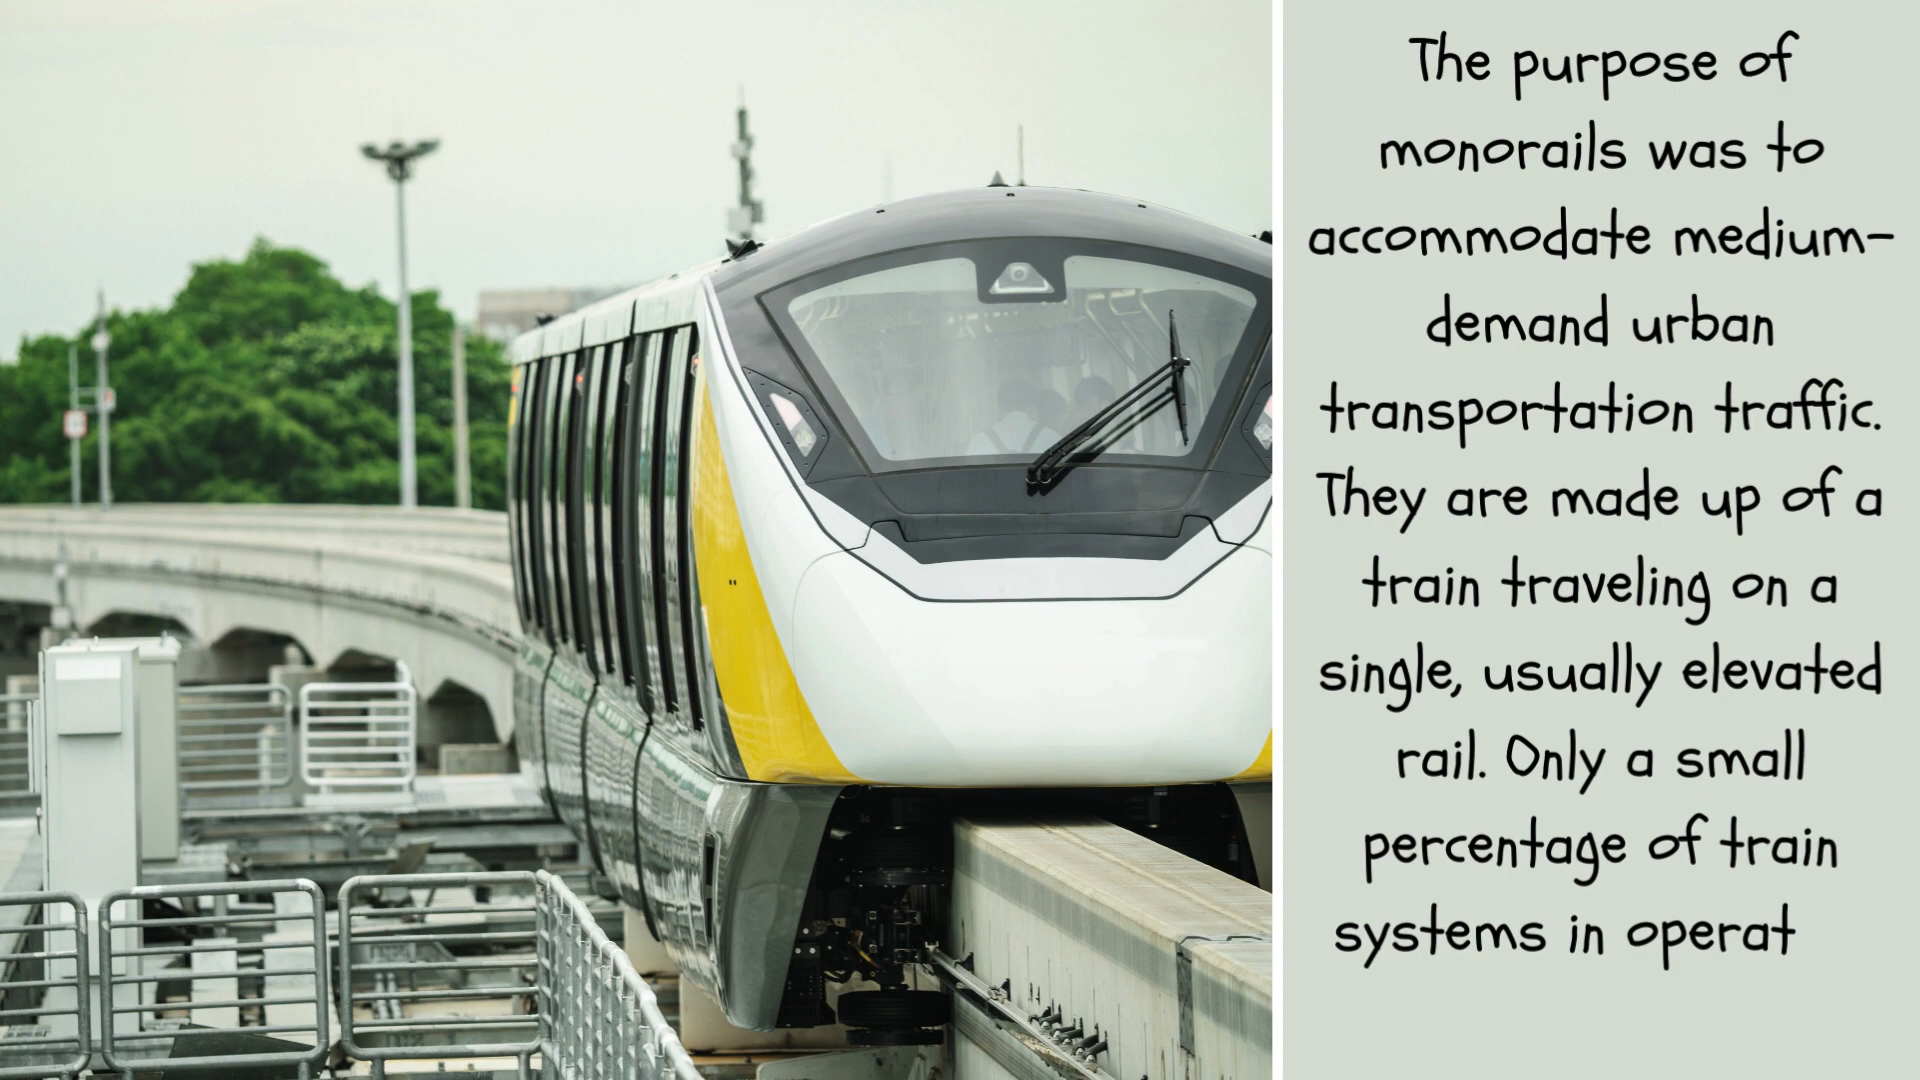 The purpose of
monorails was to
accommodate medium-
demand urban
transportation traffic.
They are made up of a
train traveling on a
single, usually elevated
rail. Only a small
percentage of train
systems in operat